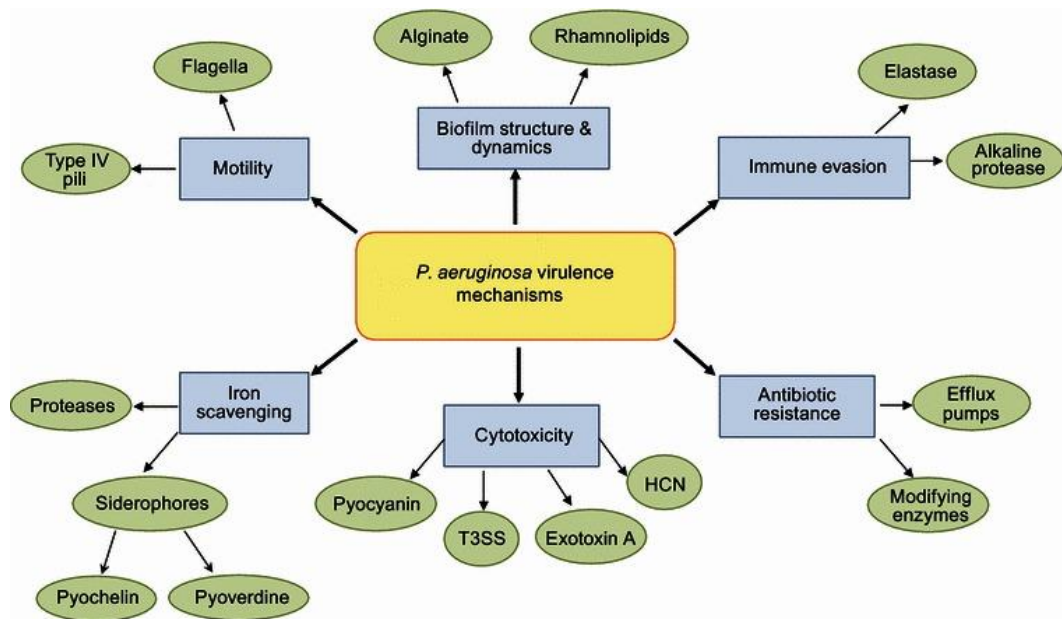 Alginate
Rhamnolipids
Flagella
Elastase
Biofilm structure &
dynamics
Type IV
pili
Motility
Immune evasion
Alkaline
protease
P. aeruginosa virulence
mechanisms
Iron
scavenging
Proteases
Antibiotic
resistance
Efflux
pumps
Cytotoxicity
Siderophores
Pyocyanin
HCN
Modifying
enzymes
T3SS
Exotoxin A
Pyochelin
Pyoverdine